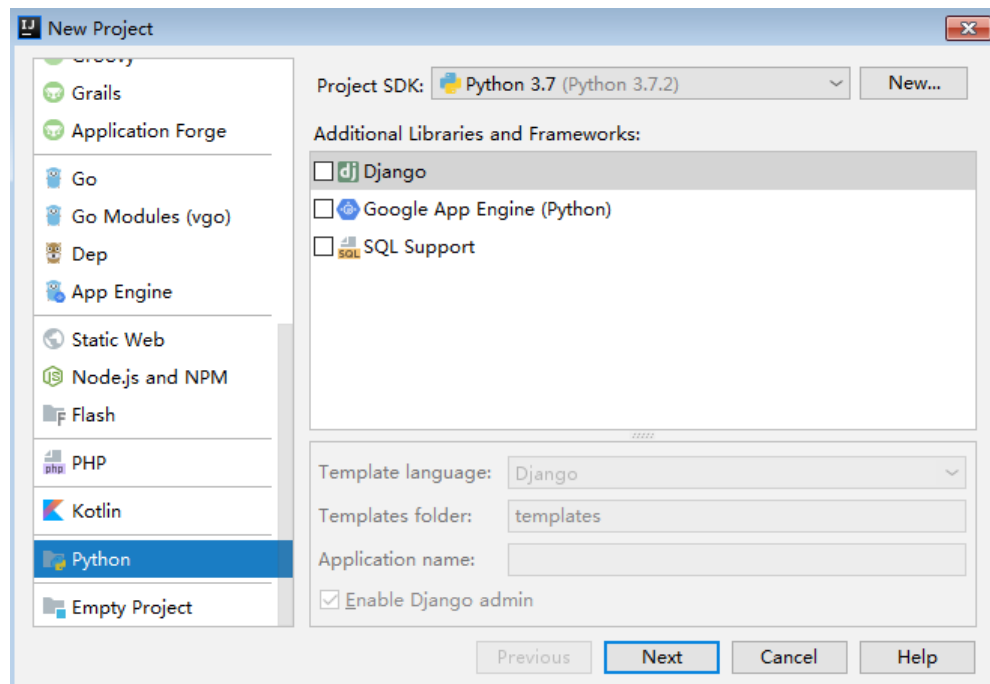 New Project
Groovy
Grails
Application Forge
Go
Go Modules (vgo)
Dep
App Engine
Static Web
Node.js and NPM
Flash
PHP
Kotlin
Python
Empty Project
Project SDK: Python 3.7 (Python 3.7.2) New...
Additional Libraries and Frameworks:
Django
Google App Engine (Python)
SQL Support
Template language: Django
Templates folder: templates
Application name:
Enable Django admin
Previous Next Cancel Help